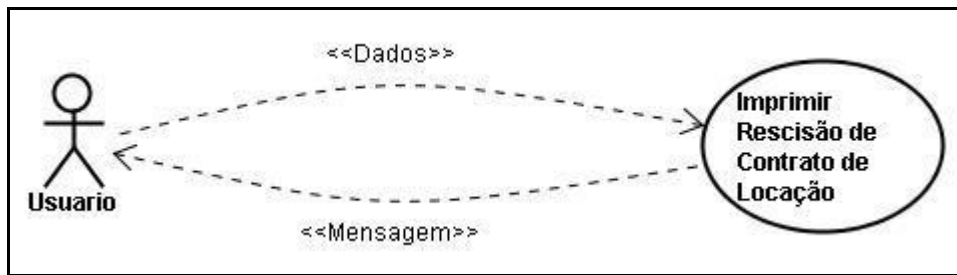 <<Dados>>
Imprimir
Rescisão de
Contrato de
Locação
Usuario
<<Mensagem>>